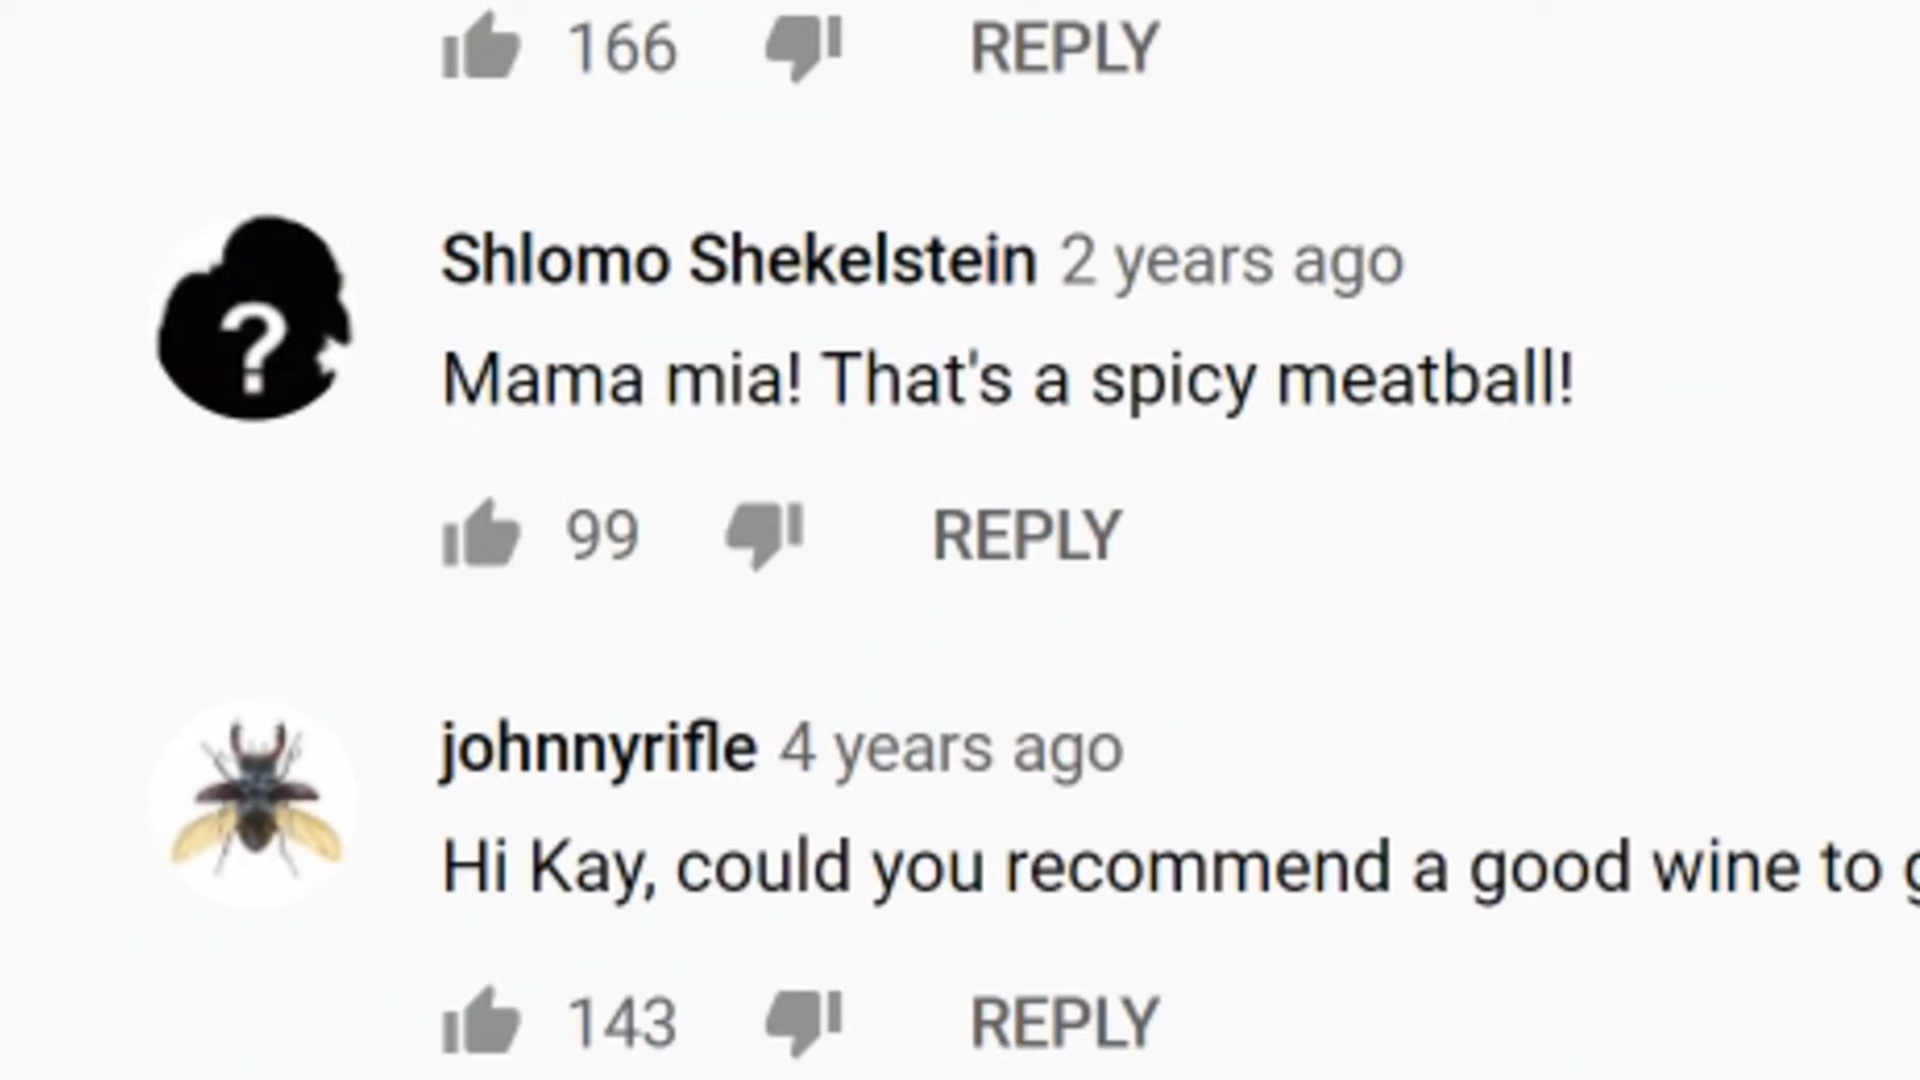 166 REPLY
Shlomo Shekelstein 2 years ago
?
Mama mia! That's a spicy meatball!
99 REPLY
johnnyrifle 4 years ago
Hi Kay, could you recommend a good wine to
143 REPLY